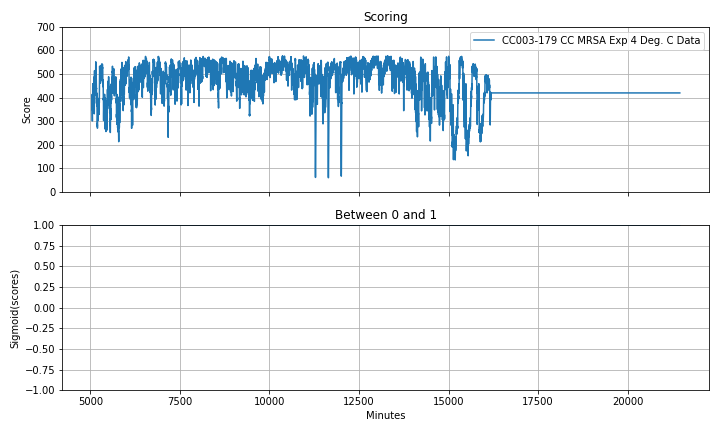 Scoring
700
600
500
400
300
200
100
0
Score
CC003-179 CC MRSA Exp 4 Deg. C Data
Between 0 and 1
1.00
0.75
0.50
0.25
0.00
−0.25
−0.50
−0.75
−1.00
Sigmoid(scores)
5000 7500 10000 12500 15000 17500 20000
Minutes